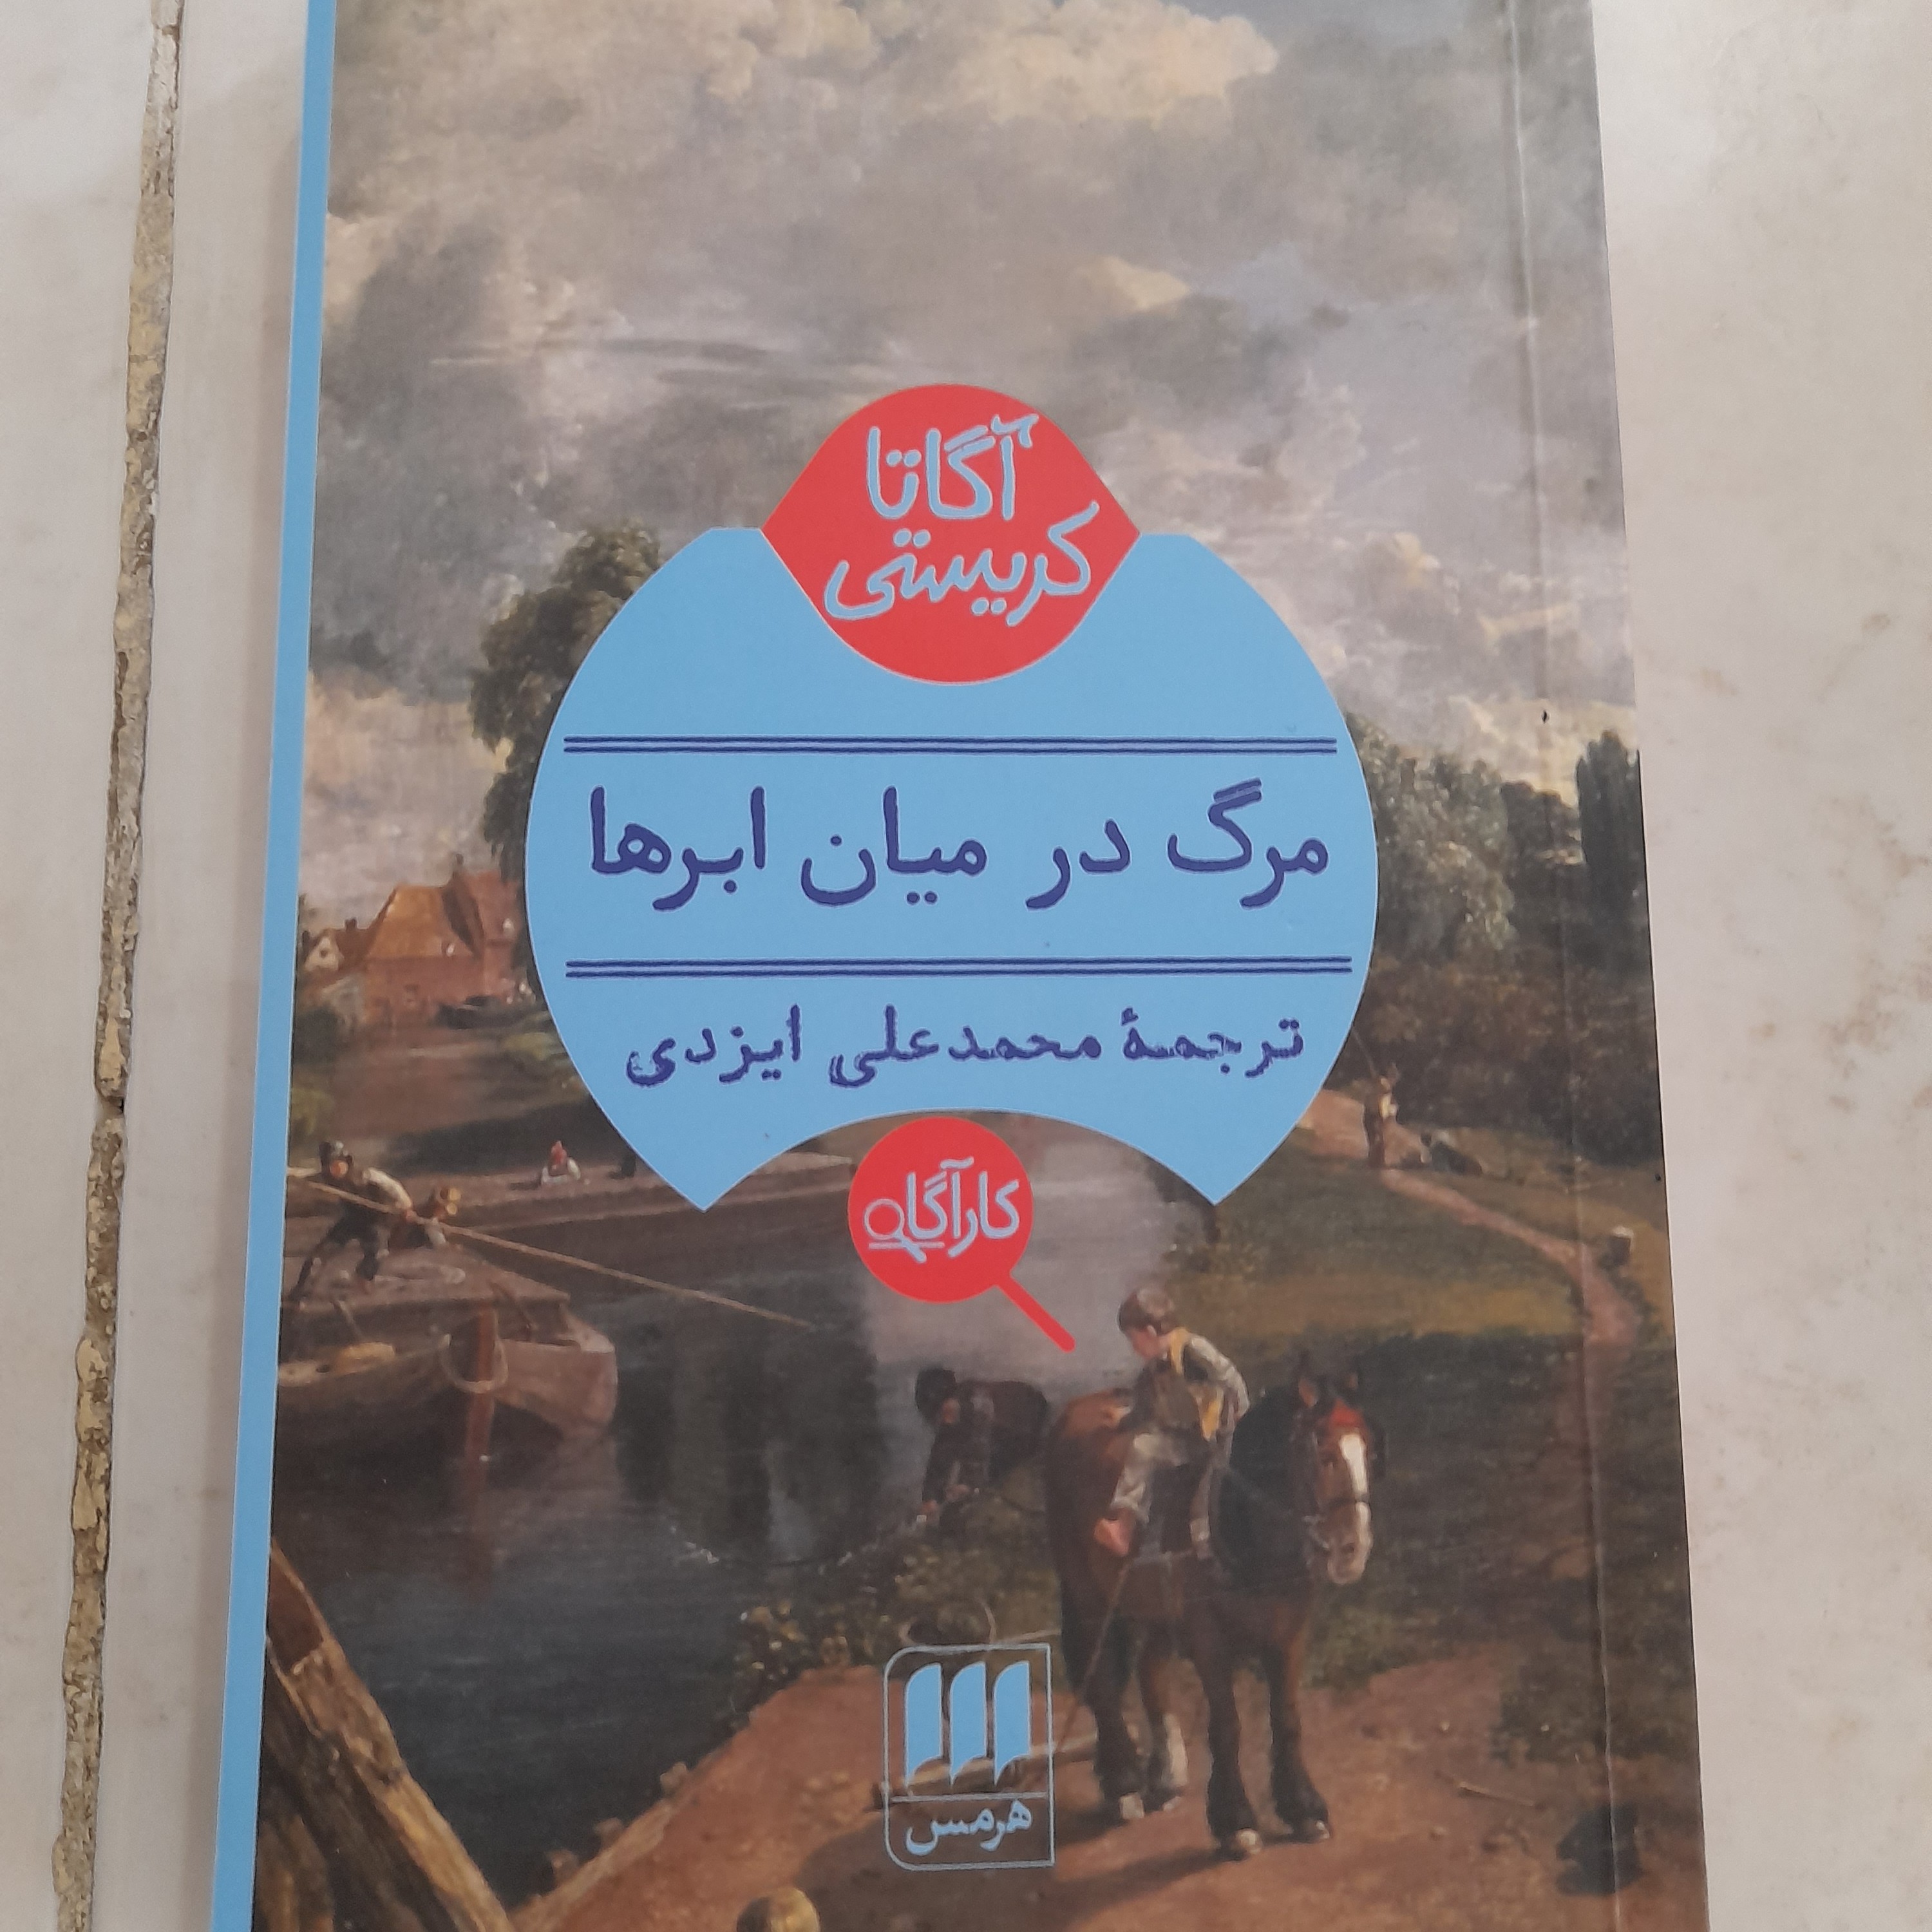 آگاتا
کریستی
مرگ در میان ابرها
ترجمهٔ محمدعلی ایزدی
کارآگاه
هرمس